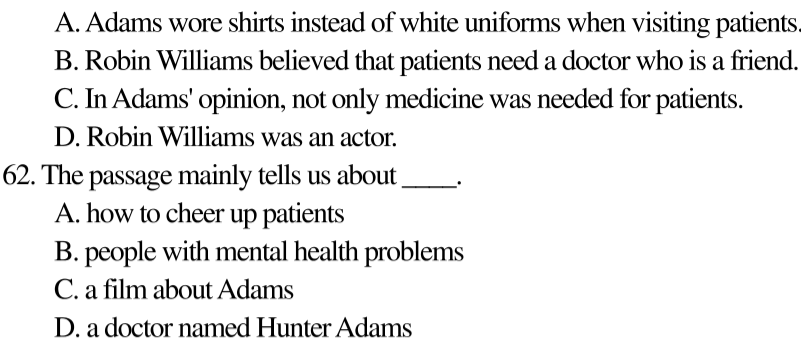 A. Adams wore shirts instead of white uniforms when visiting patients.
B. Robin Williams believed that patients need a doctor who is a friend.
C. In Adams' opinion, not only medicine was needed for patients.
D. Robin Williams was an actor.
62. The passage mainly tells us about ____.
A. how to cheer up patients
B. people with mental health problems
C. a film about Adams
D. a doctor named Hunter Adams